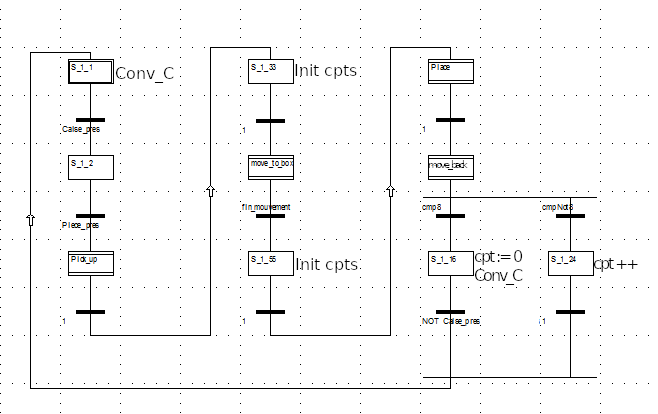 S_1_1
Conv_C
Caise_pres
S_1_2
Piece_pres
Pick_up
1
S_1_33
Init cpts
1
move_to_box
fin_mouvement
S_1_55
Init cpts
1
Place
1
move_back
cmp8
cmpNot8
S_1_16
cpt:=0
Conv_C
S_1_24
cpt++
NOT Caise_pres
1